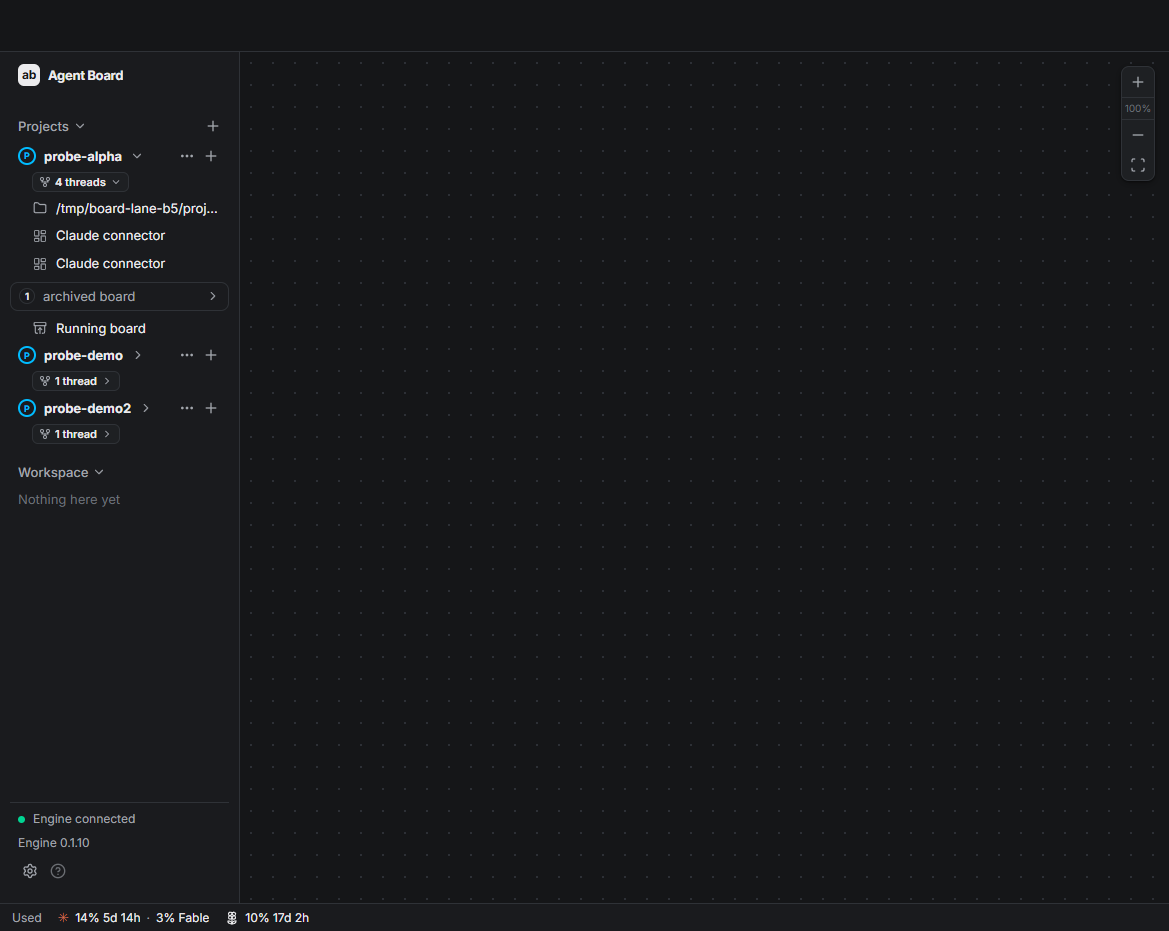 ab Agent Board
Projects
P probe-alpha
4 threads
/tmp/board-lane-b5/proj...
Claude connector
Claude connector
1 archived board
Running board
P probe-demo
1 thread
P probe-demo2
1 thread
Workspace
Nothing here yet
Engine connected
Engine 0.1.10
100%
Used 14% 5d 14h · 3% Fable 10% 17d 2h